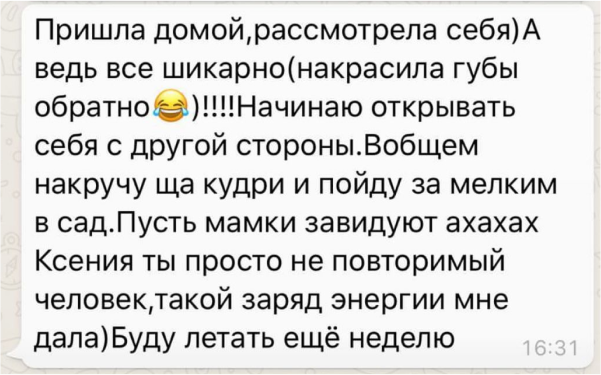 Пришла домой,рассмотрела себя)А
ведь все шикарно(накрасила губы
обратно😂)!!!!Начинаю открывать
себя с другой стороны.Вобщем
накручу ща кудри и пойду за мелким
в сад.Пусть мамки завидуют ахахах
Ксения ты просто не повторимый
человек,такой заряд энергии мне
дала)Буду летать ещё неделю
16:31